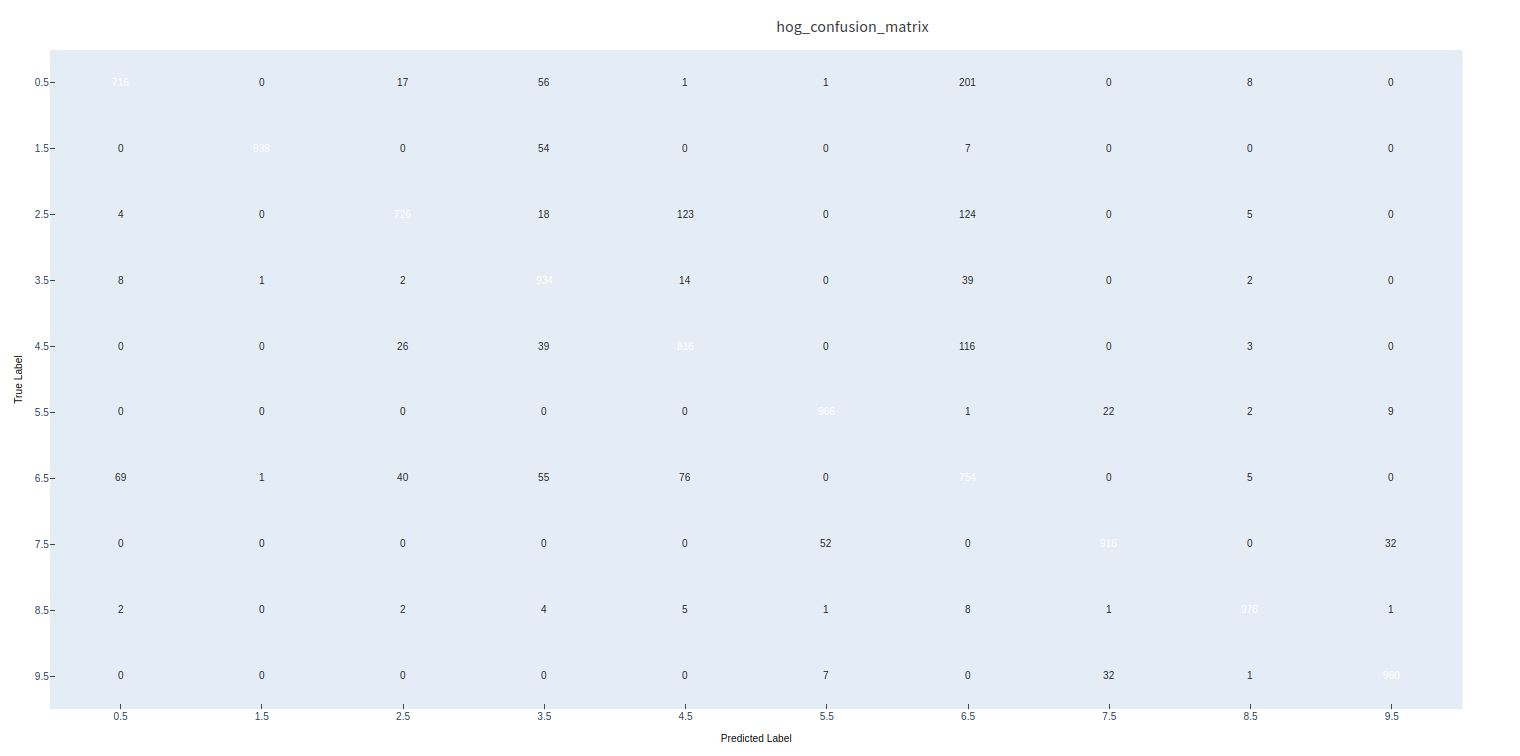 hog_confusion_matrix
0.5 716 0 17 56 1 1 201 0 8 0
1.5 0 939 0 54 0 0 7 0 0 0
2.5 4 0 726 18 123 0 124 0 5 0
3.5 8 1 2 934 14 0 39 0 2 0
4.5 0 0 26 39 816 0 116 0 3 0
True Label
5.5 0 0 0 0 0 966 1 22 2 9
6.5 69 1 40 55 76 0 754 0 5 0
7.5 0 0 0 0 0 52 0 916 0 32
8.5 2 0 2 4 5 1 8 1 976 1
9.5 0 0 0 0 0 7 0 32 1 960
0.5 1.5 2.5 3.5 4.5 5.5 6.5 7.5 8.5 9.5
Predicted Label